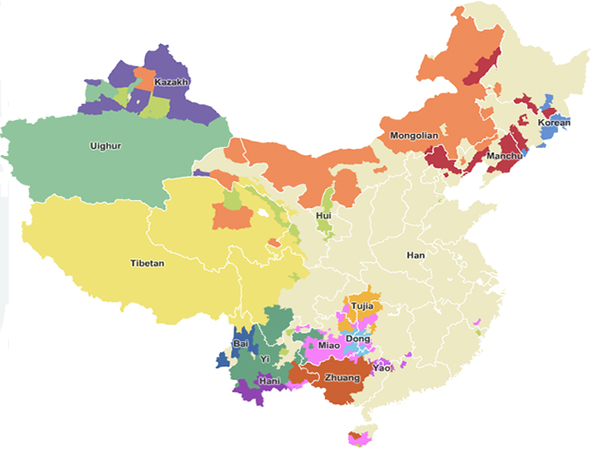 Kazakh
Korean
Mongolian
Uighur
Manchu
Hui
Han
Tibetan
Tujia
Bai
Miao
Dong
Yi
Yao
Zhuang
Hani